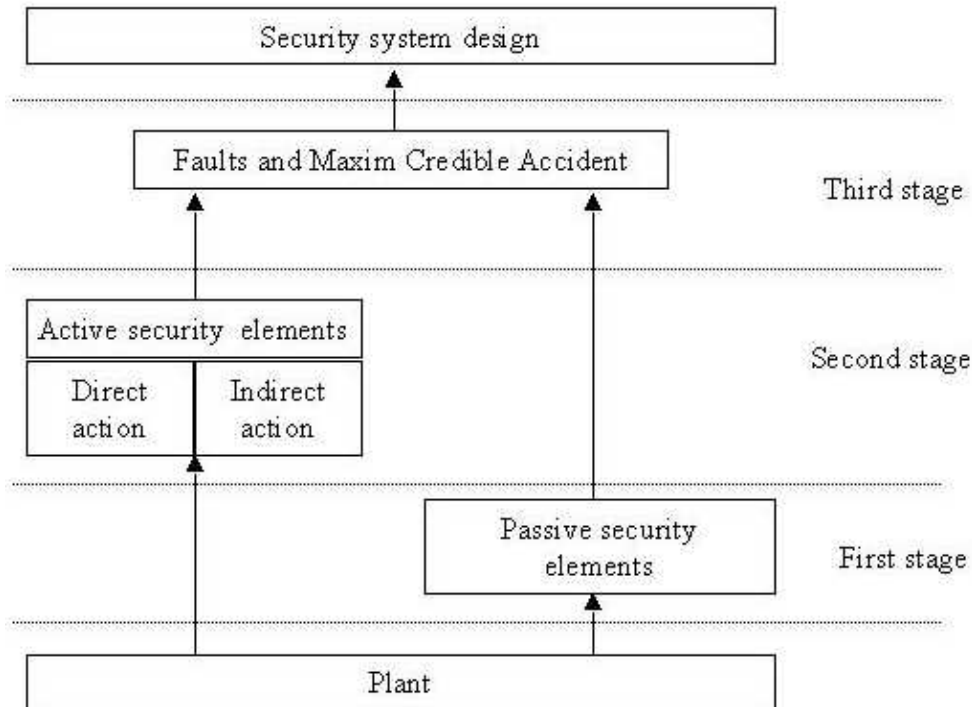 Security system design
Faults and Maxim Credible Accident
Third stage
Active security elements
Second stage
Direct
action
Indirect
action
Passive security
elements
First stage
Plant